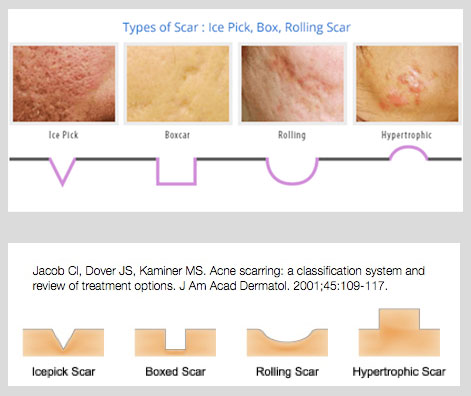 Types of Scar : Ice Pick, Box, Rolling Scar
Ice Pick Boxcar Rolling Hypertrophic
Jacob CI, Dover JS, Kaminer MS. Acne scarring: a classification system and
review of treatment options. J Am Acad Dermatol. 2001;45:109-117.
Icepick Scar Boxed Scar Rolling Scar Hypertrophic Scar